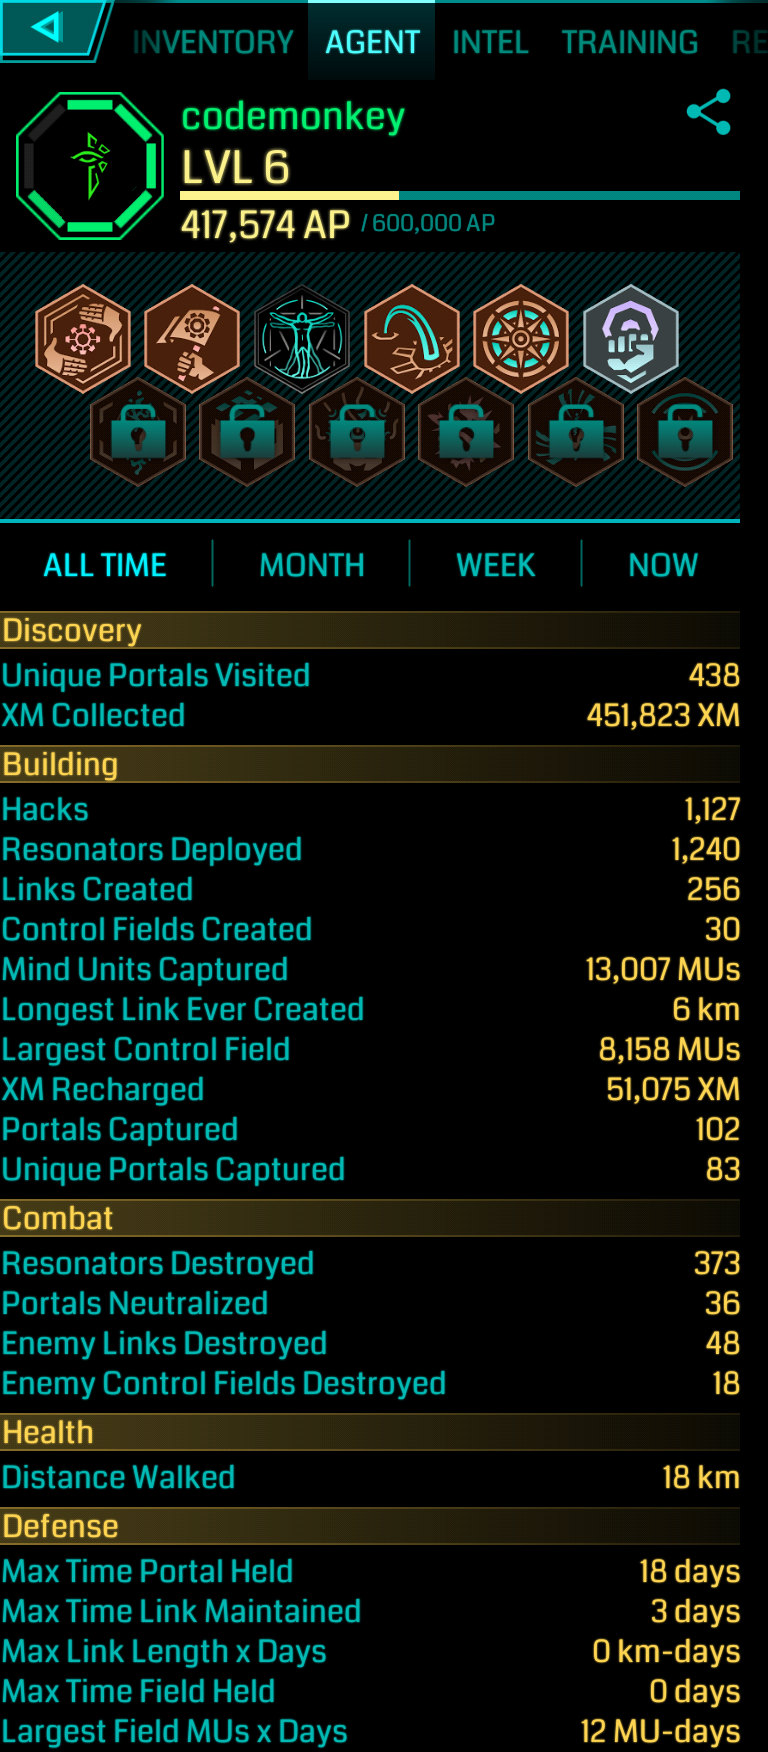 INVENTORY AGENT INTEL TRAINING RE
codemonkey
LVL 6
417,574 AP / 600,000 AP
ALL TIME MONTH WEEK NOW
Discovery
Unique Portals Visited 438
XM Collected 451,823 XM
Building
Hacks 1,127
Resonators Deployed 1,240
Links Created 256
Control Fields Created 30
Mind Units Captured 13,007 MUs
Longest Link Ever Created 6 km
Largest Control Field 8,158 MUs
XM Recharged 51,075 XM
Portals Captured 102
Unique Portals Captured 83
Combat
Resonators Destroyed 373
Portals Neutralized 36
Enemy Links Destroyed 48
Enemy Control Fields Destroyed 18
Health
Distance Walked 18 km
Defense
Max Time Portal Held 18 days
Max Time Link Maintained 3 days
Max Link Length x Days 0 km-days
Max Time Field Held 0 days
Largest Field MUs x Days 12 MU-days